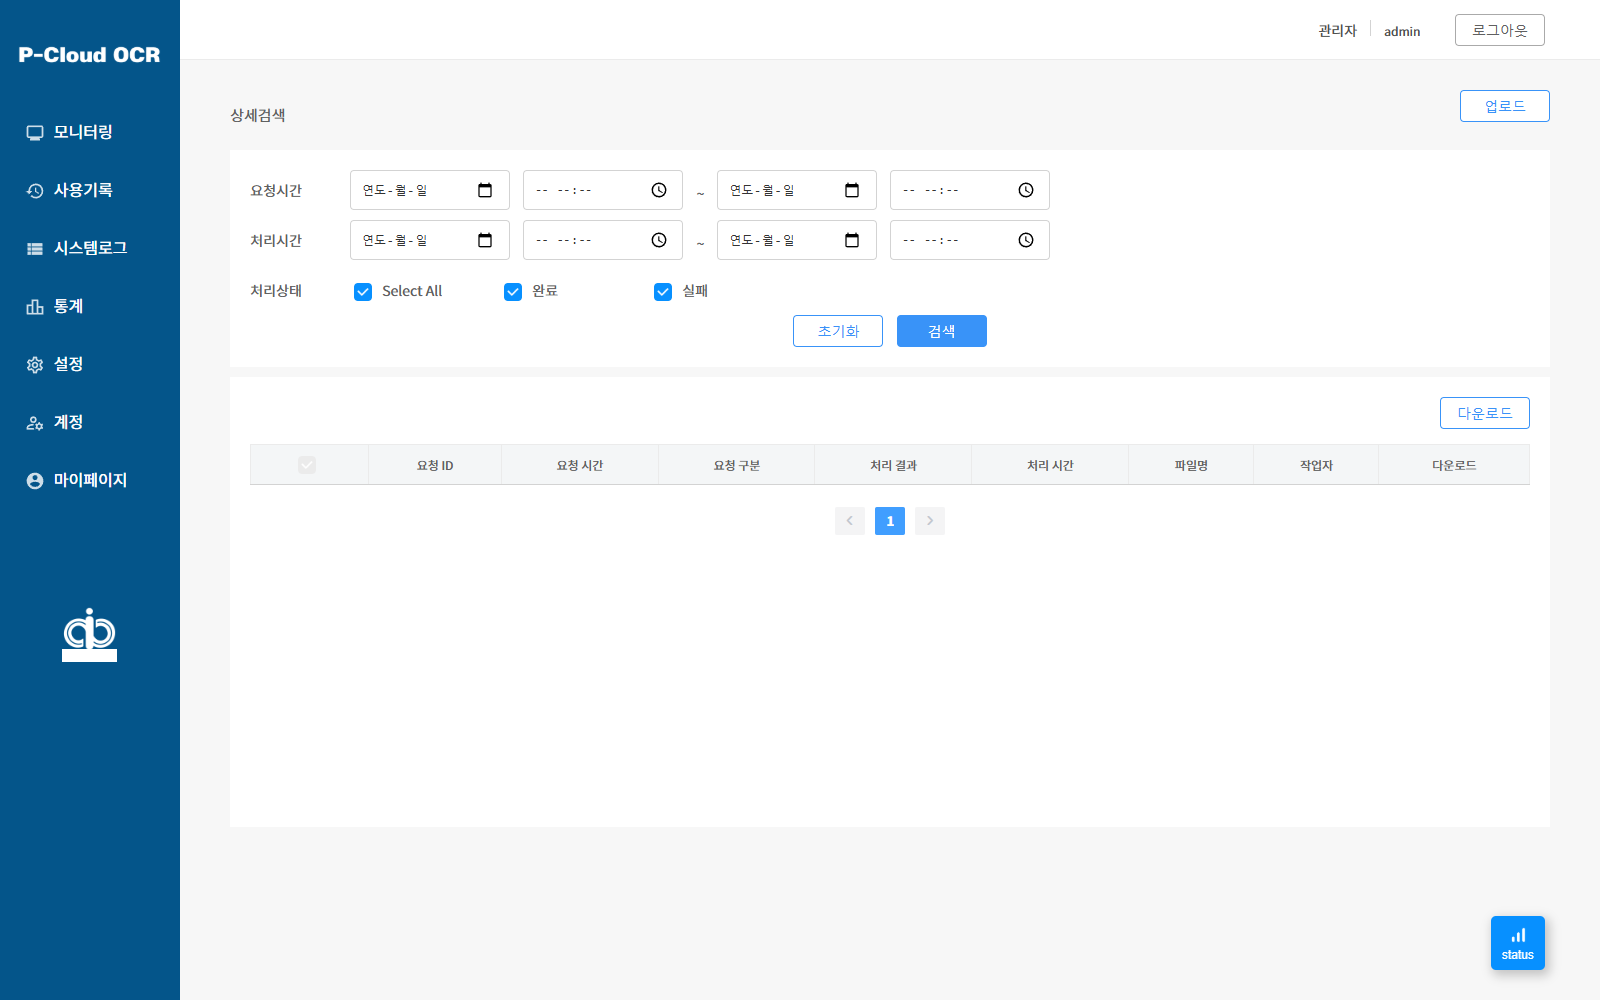 P-Cloud OCR
모니터링
사용기록
시스템로그
통계
설정
계정
마이페이지
관리자 admin 로그아웃
상세검색 업로드
요청시간 연도-월-일 -- --:-- ~ 연도-월-일 -- --:--
처리시간 연도-월-일 -- --:-- ~ 연도-월-일 -- --:--
처리상태 Select All 완료 실패
초기화 검색
다운로드
요청 ID 요청 시간 요청 구분 처리 결과 처리 시간 파일명 작업자 다운로드
1
status